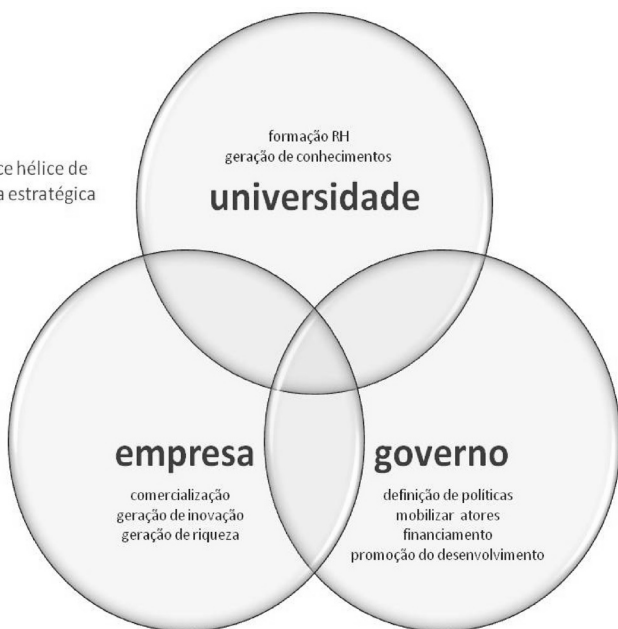 ce hélice de
a estratégica
formação RH
geração de conhecimentos
universidade
empresa
comercialização
geração de inovação
geração de riqueza
governo
definição de políticas
mobilizar atores
financiamento
promoção do desenvolvimento